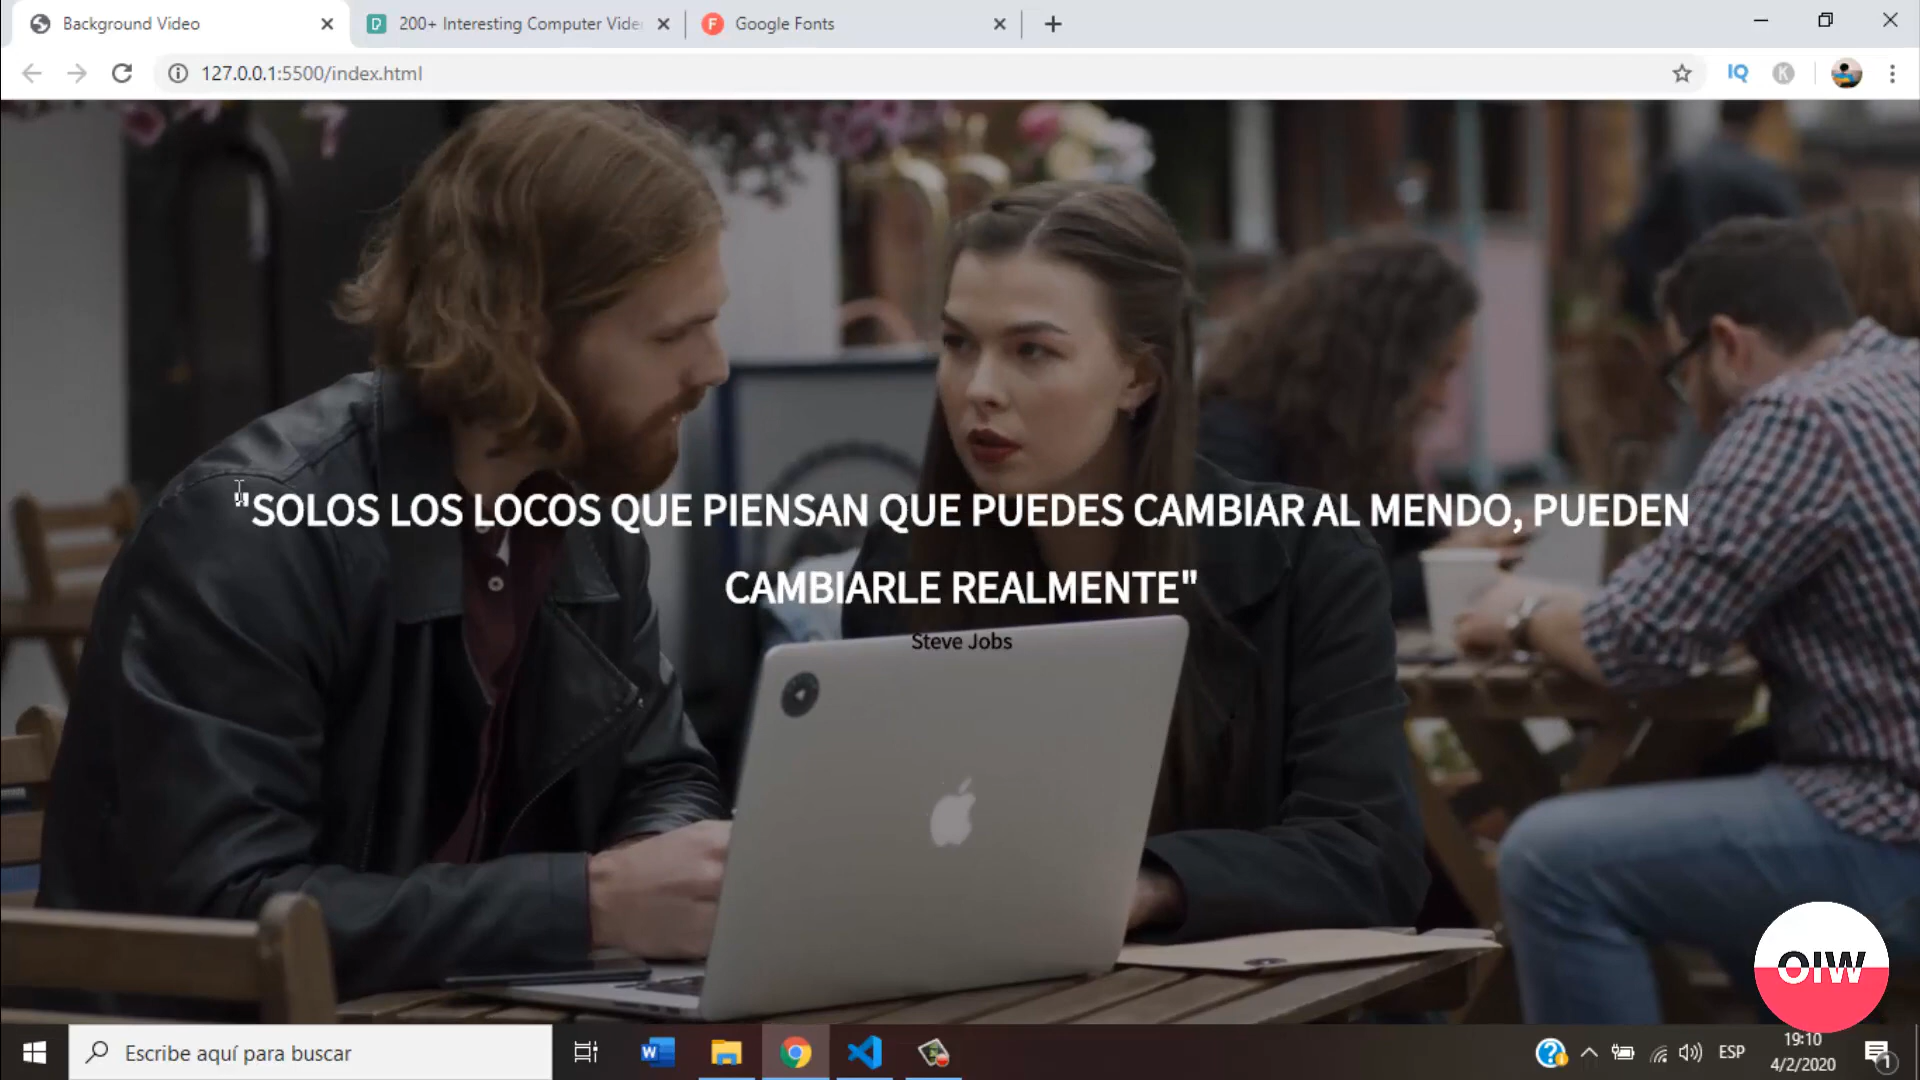 Background Video
200+ Interesting Computer Vide
F
Google Fonts
127.0.0.1:5500/index.html
IQ
K
"SOLOS LOS LOCOS QUE PIENSAN QUE PUEDES CAMBIAR AL MENDO, PUEDEN
CAMBIARLE REALMENTE"
Steve Jobs
OIW
Escribe aquí para buscar
ESP
19:10
4/2/2020
1